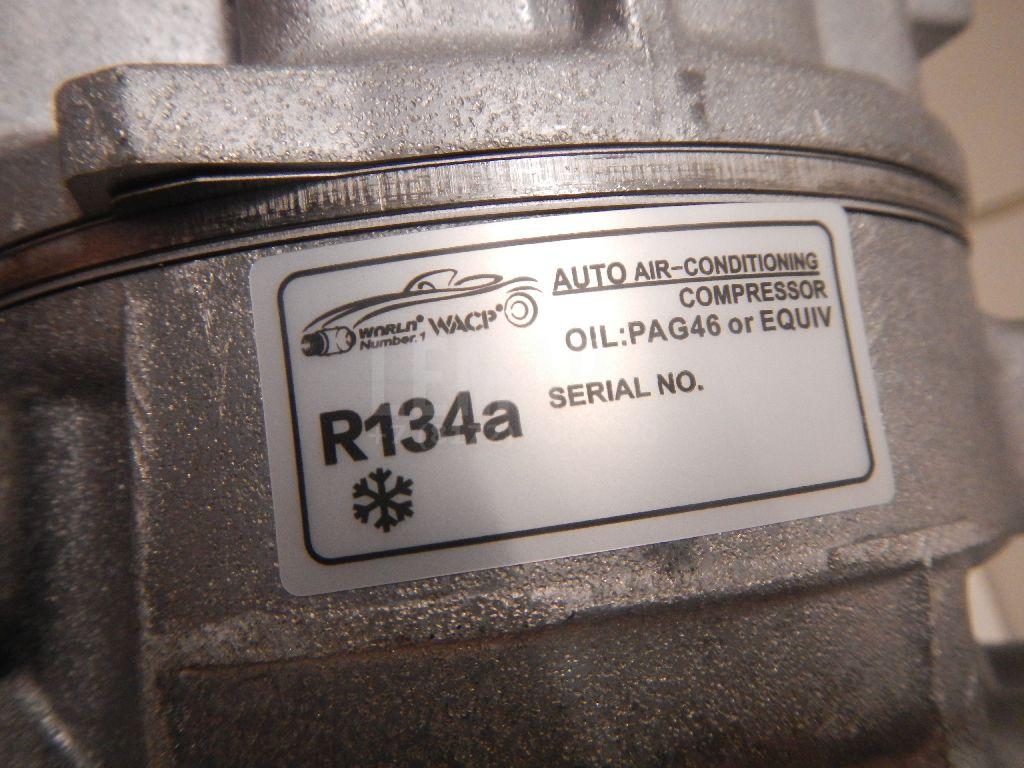 AUTO AIR-CONDITIONING
COMPRESSOR
WORLD
Number.1
WACP
OIL:PAG46 or EQUIV
SERIAL NO.
R134a